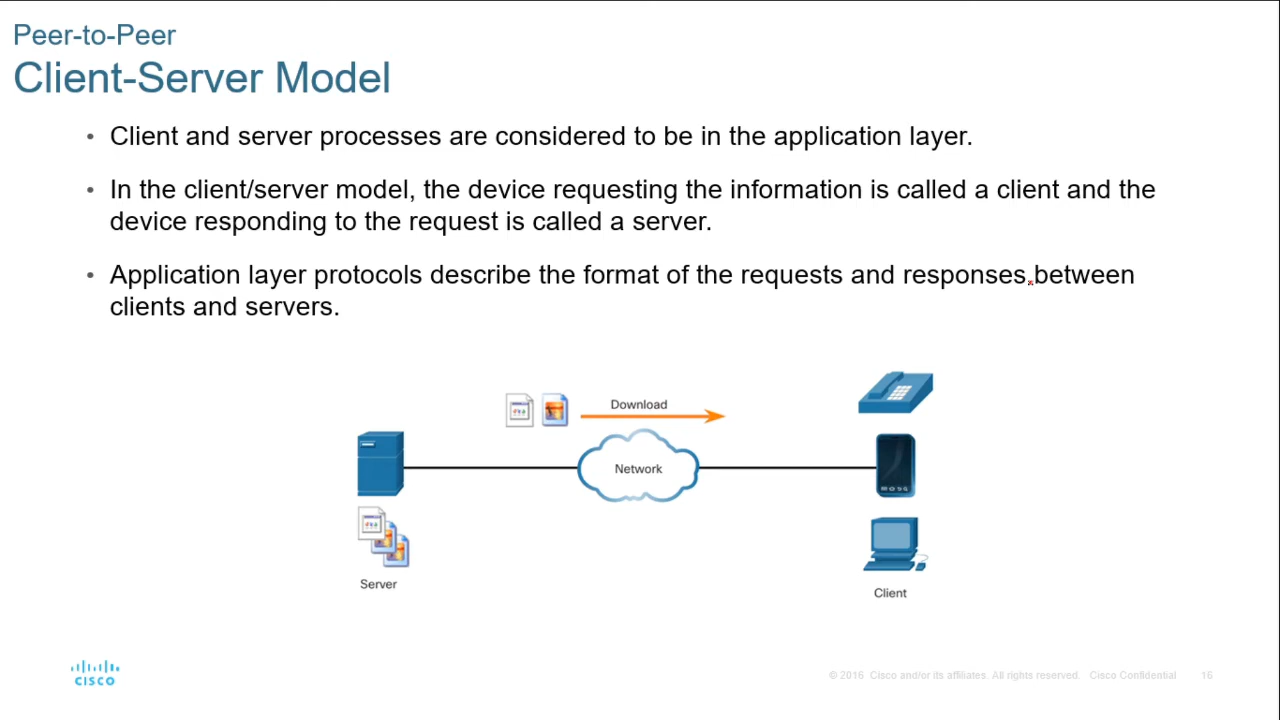 Peer-to-Peer
Client-Server Model
• Client and server processes are considered to be in the application layer.
• In the client/server model, the device requesting the information is called a client and the
device responding to the request is called a server.
• Application layer protocols describe the format of the requests and responses between
clients and servers.
Download
Network
Server
Client
CISCO
© 2016 Cisco and/or its affiliates. All rights reserved. Cisco Confidential 16